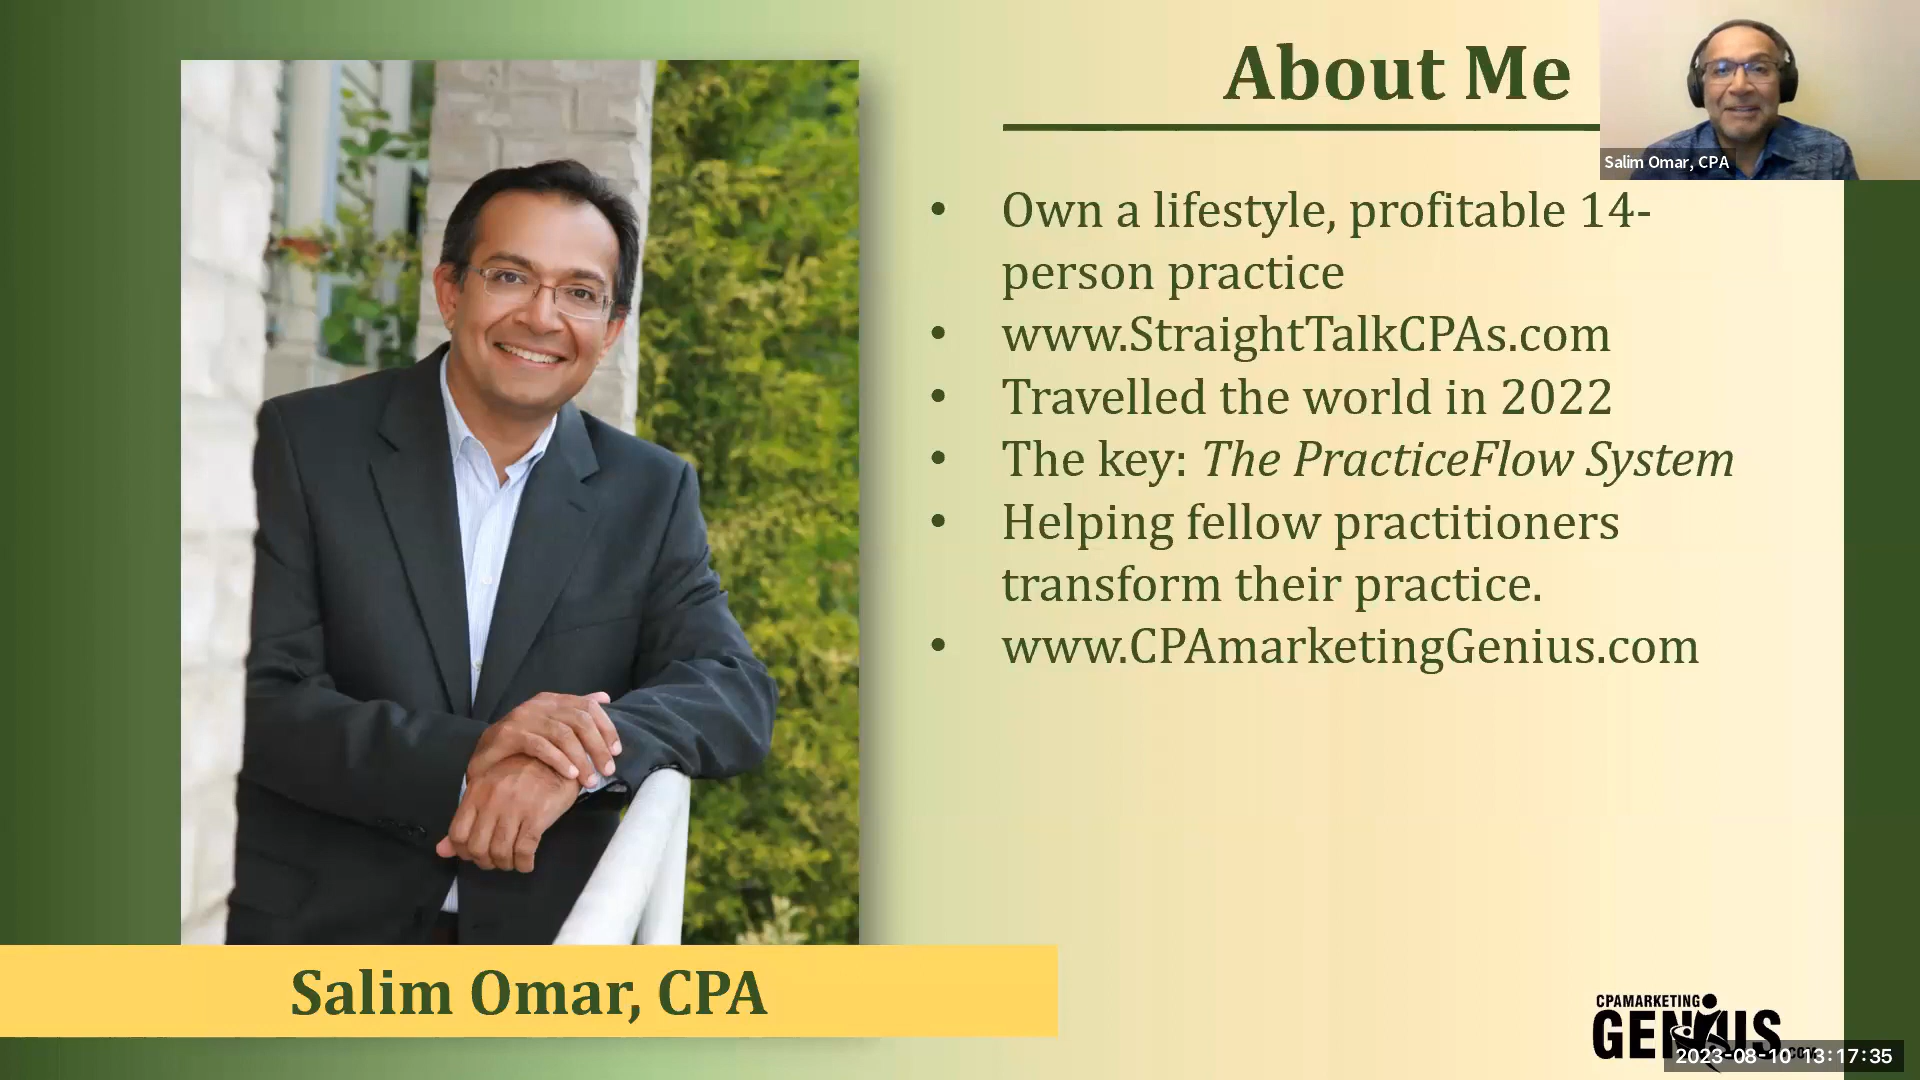 About Me
Salim Omar, CPA
• Own a lifestyle, profitable 14-
person practice
• www.StraightTalkCPAs.com
• Travelled the world in 2022
• The key: The PracticeFlow System
• Helping fellow practitioners
transform their practice.
• www.CPAmarketingGenius.com
Salim Omar, CPA
CPAMARKETING
GENIUS
2023-08-10 13:17:35